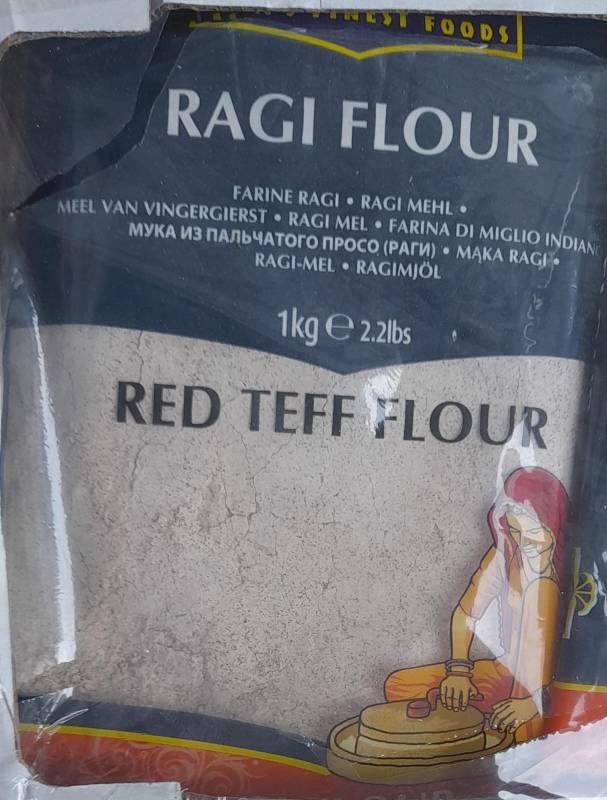 FINEST FOODS
RAGI FLOUR
FARINE RAGI • RAGI MEHL •
MEEL VAN VINGERGIERST • RAGI MEL • FARINA DI MIGLIO INDIAN
МУКА ИЗ ПАЛЬЧАТОГО ПРОСО (РАГИ) • MĄKA RAGI •
RAGI-MEL • RAGIMJÖL
1kg ℮ 2.2lbs
RED TEFF FLOUR